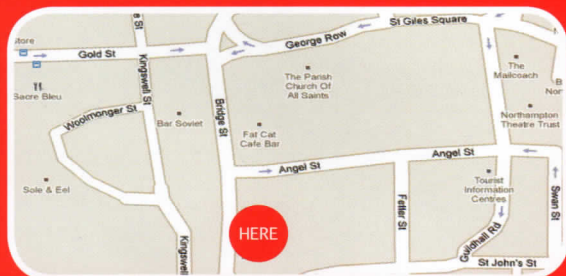 e St
St Giles Square
store
Gold St
George Row
Kingswell St
The Parish
Church Of
All Saints
The
Mailcoach
Sacre Bleu
Woolmonger St
Bar Soviet
Bridge St
Fat Cat
Cafe Bar
Northampton
Theatre Trust
Angel St
Angel St
Sole & Eel
Tourist
Information
Centres
Fetter St
Swan St
HERE
Kingswell
Guildhall Rd
St John's St